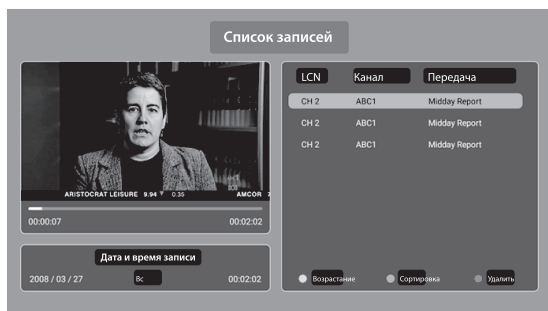 Список записей
ARISTOCRAT LEISURE 9.94 ▼ 0.35 AMCOR 7
00:00:07 00:02:02
Дата и время записи
2008 / 03 / 27 Вс 00:02:02
LCN Канал Передача
CH 2 ABC1 Midday Report
CH 2 ABC1 Midday Report
CH 2 ABC1 Midday Report
Возрастание Сортировка Удалить